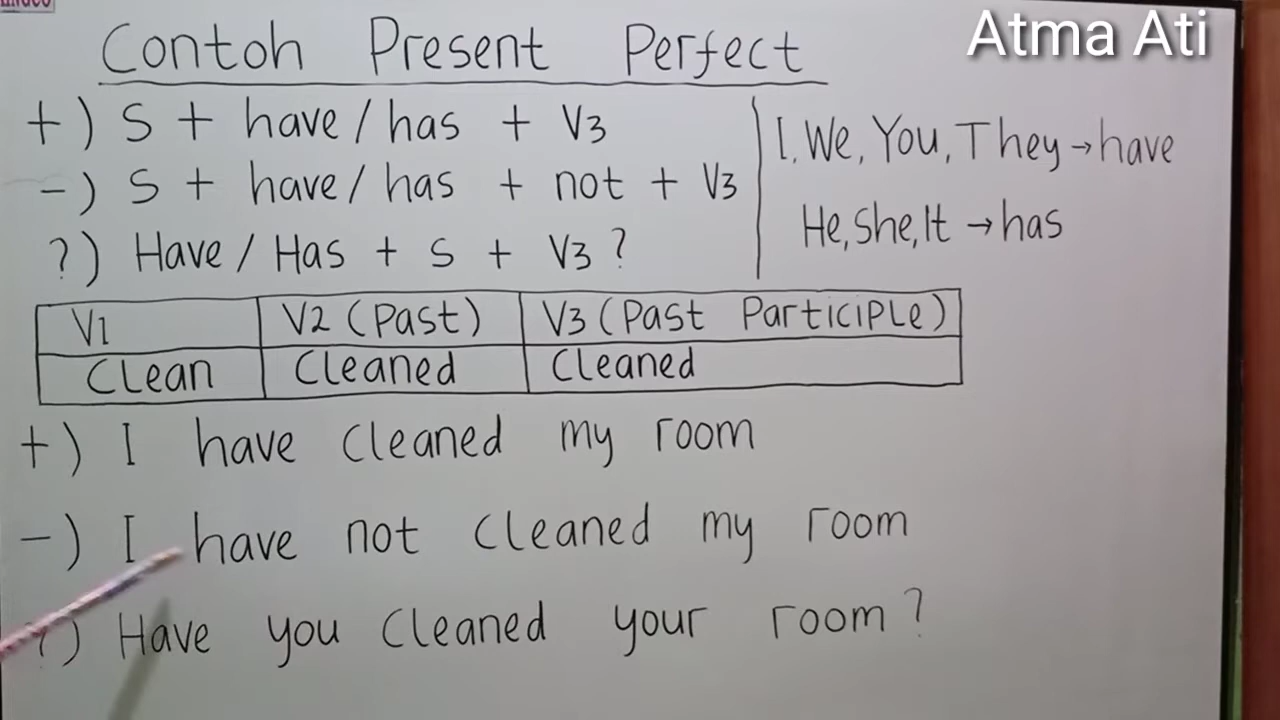 Atma Ati
Contoh Present Perfect
+) S + have / has + V3
-) S + have / has + not + V3
?) Have / Has + S + V3 ?
I, We, You, They → have
He, She, It → has
V1 V2 (Past) V3 (Past Participle)
Clean Cleaned Cleaned
+) I have cleaned my room
-) I have not cleaned my room
?) Have you cleaned your room ?